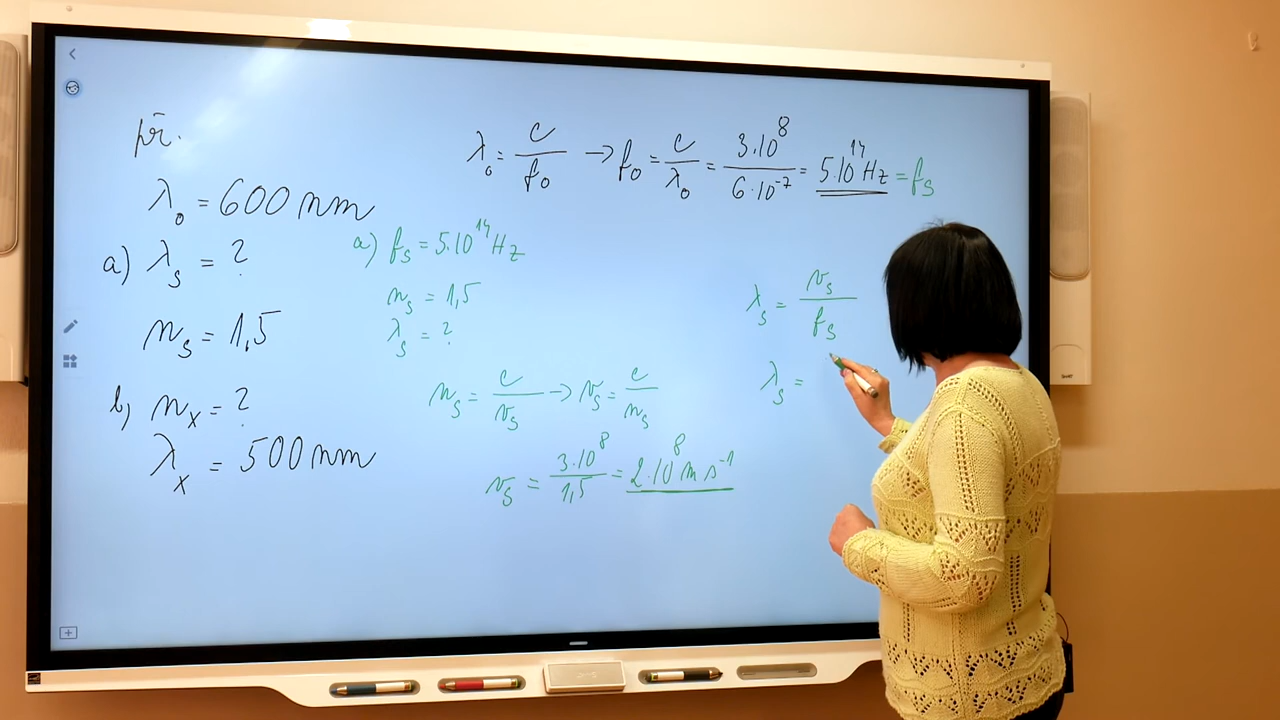 př.
λ₀ = 600 nm
a) λₛ = ?
nₛ = 1,5
b) nₓ = ?
λₓ = 500 nm
λ₀ = c/f₀ → f₀ = c/λ₀ = 3.10⁸/6.10⁻⁷ = 5.10¹⁴ Hz = fₛ
a) fₛ = 5.10¹⁴ Hz
nₛ = 1,5
λₛ = ?
nₛ = c/vₛ → vₛ = c/nₛ
vₛ = 3.10⁸/1,5 = 2.10⁸ m s⁻¹
λₛ = vₛ/fₛ
λₛ =